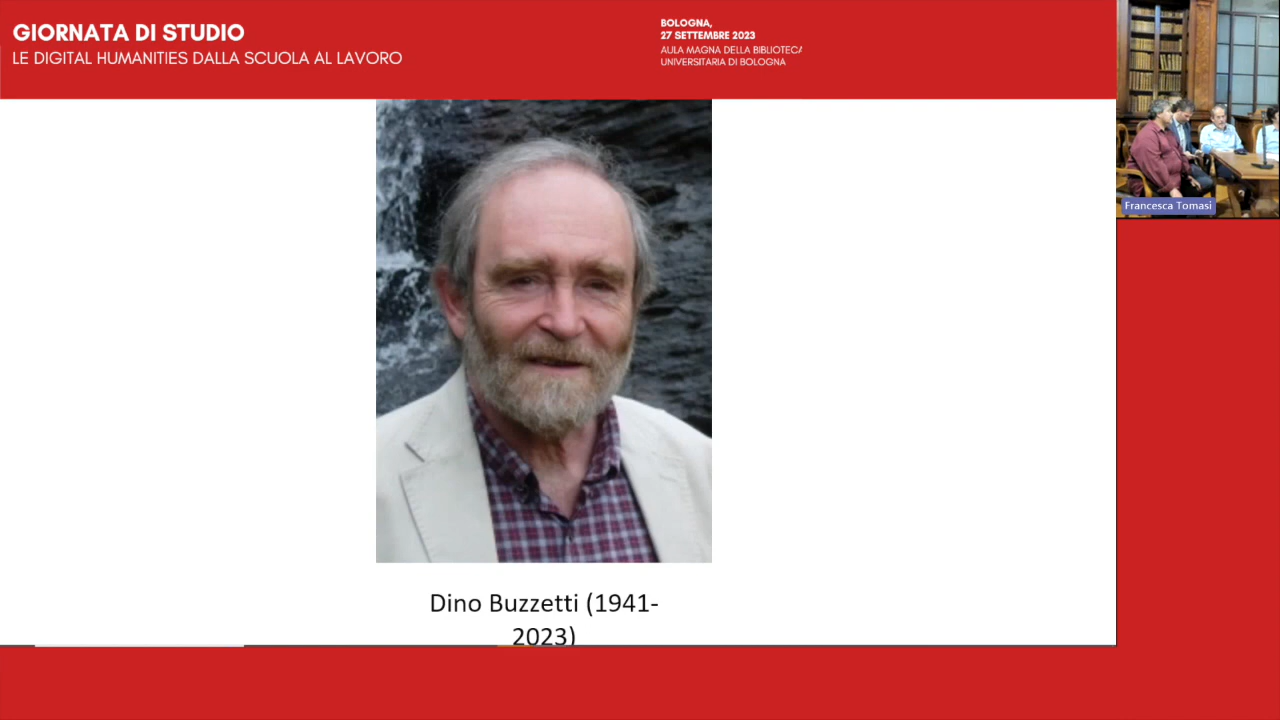 GIORNATA DI STUDIO
LE DIGITAL HUMANITIES DALLA SCUOLA AL LAVORO
BOLOGNA,
27 SETTEMBRE 2023
AULA MAGNA DELLA BIBLIOTECA
UNIVERSITARIA DI BOLOGNA
Francesca Tomasi
Dino Buzzetti (1941-
2023)